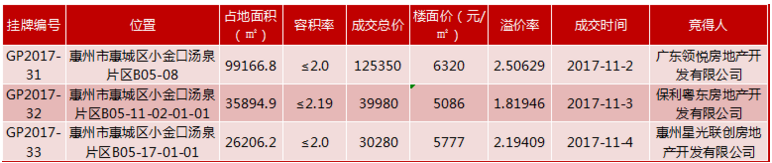 挂牌编号 位置 占地面积（㎡） 容积率 成交总价 楼面价（元/㎡） 溢价率 成交时间 竞得人
GP2017-31 惠州市惠城区小金口汤泉片区B05-08 99166.8 ≤2.0 125350 6320 2.50629 2017-11-2 广东领悦房地产开发有限公司
GP2017-32 惠州市惠城区小金口汤泉片区B05-11-02-01-01 35894.9 ≤2.19 39980 5086 1.81946 2017-11-3 保利粤东房地产开发有限公司
GP2017-33 惠州市惠城区小金口汤泉片区B05-17-01-01 26206.2 ≤2.0 30280 5777 2.19409 2017-11-4 惠州星光联创房地产开发有限公司